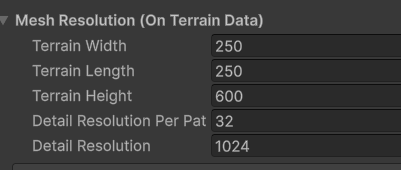 Mesh Resolution (On Terrain Data)
Terrain Width 250
Terrain Length 250
Terrain Height 600
Detail Resolution Per Pat 32
Detail Resolution 1024